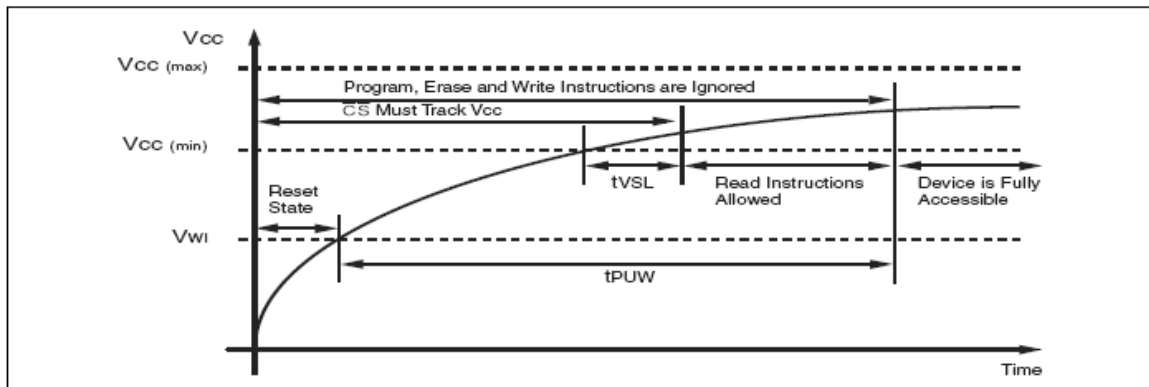 Vcc
Vcc (max)
Program, Erase and Write Instructions are Ignored
CS Must Track Vcc
Vcc (min)
tVSL
Read Instructions
Allowed
Device is Fully
Accessible
Reset
State
VWI
tPUW
Time